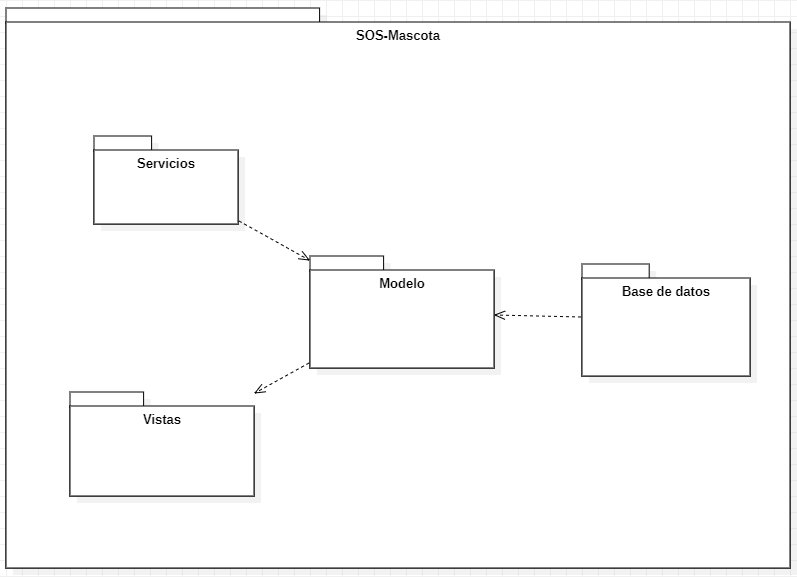 SOS-Mascota
Servicios
Modelo
Base de datos
Vistas